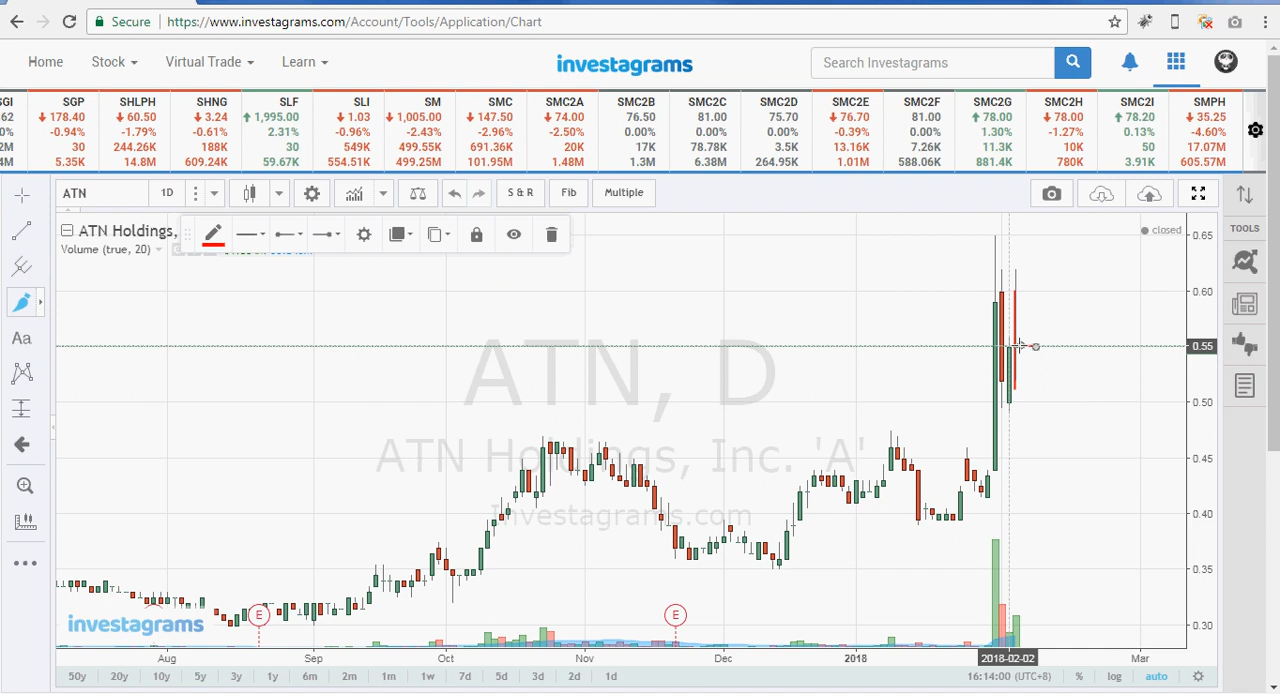 Secure https://www.investagrams.com/Account/Tools/Application/Chart
Home Stock Virtual Trade Learn investagrams Search Investagrams
SGI SGP SHLPH SHNG SLF SLI SM SMC SMC2A SMC2B SMC2C SMC2D SMC2E SMC2F SMC2G SMC2H SMC2I SMPH
62 178.40 60.50 3.24 1,995.00 1.03 1,005.00 147.50 74.00 76.50 81.00 75.70 76.70 81.00 78.00 78.00 78.20 35.25
0% -0.94% -1.79% -0.61% 2.31% -0.96% -2.43% -2.96% -2.50% 0.00% 0.00% 0.00% -0.39% 0.00% 1.30% -1.27% 0.13% -4.60%
2M 30 244.26K 188K 30 549K 499.55K 691.36K 20K 17K 78.78K 3.5K 13.16K 7.26K 11.3K 10K 50 17.07M
4M 5.35K 14.8M 609.24K 59.67K 554.51K 499.25M 101.95M 1.48M 1.3M 6.38M 264.95K 1.01M 588.06K 881.4K 780K 3.91K 605.57M
ATN 1D S & R Fib Multiple
TOOLS
ATN Holdings,
closed
Volume (true, 20)
0.65
0.60
0.55
0.50
0.45
0.40
0.35
0.30
ATN, D
ATN Holdings, Inc. 'A'
Investagrams.com
Aa
E E
investagrams
Aug Sep Oct Nov Dec 2018 2018-02-02 Mar
50y 20y 10y 5y 3y 1y 6m 2m 1m 1w 7d 5d 3d 2d 1d 16:14:00 (UTC+8) % log auto